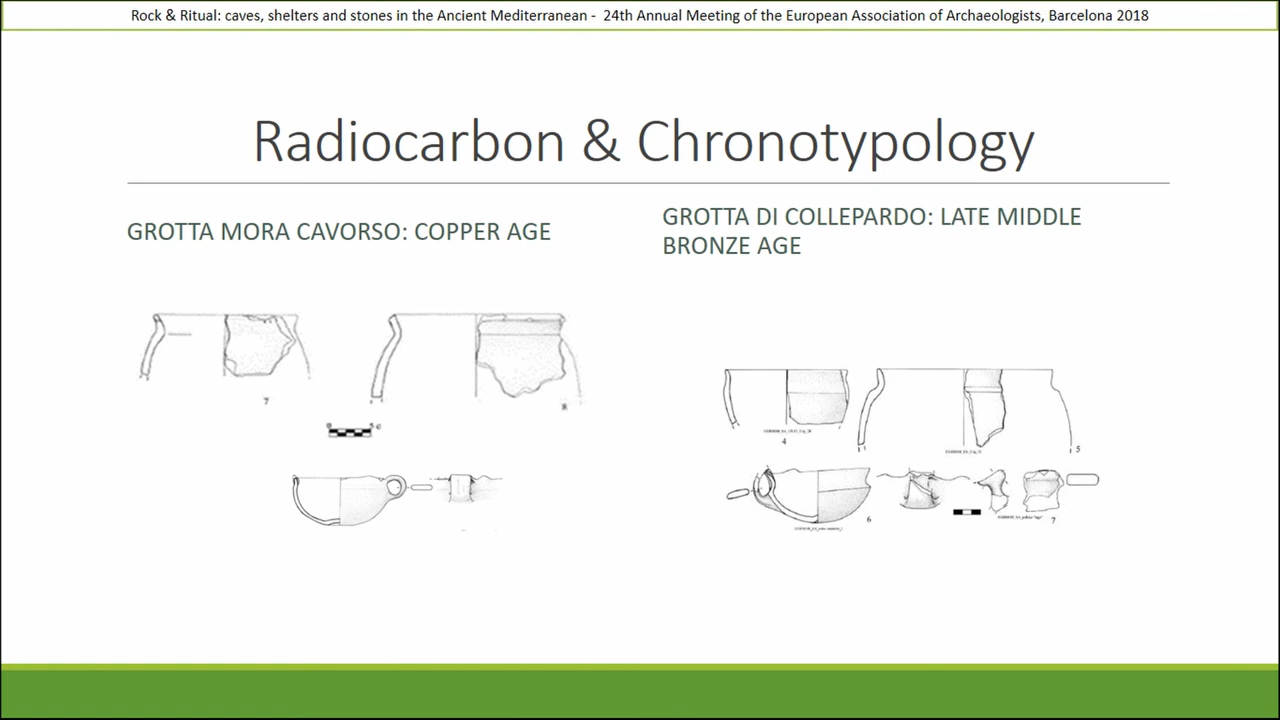 Rock & Ritual: caves, shelters and stones in the Ancient Mediterranean - 24th Annual Meeting of the European Association of Archaeologists, Barcelona 2018
Radiocarbon & Chronotypology
GROTTA MORA CAVORSO: COPPER AGE
GROTTA DI COLLEPARDO: LATE MIDDLE
BRONZE AGE
7
8
0
4
5
6
7